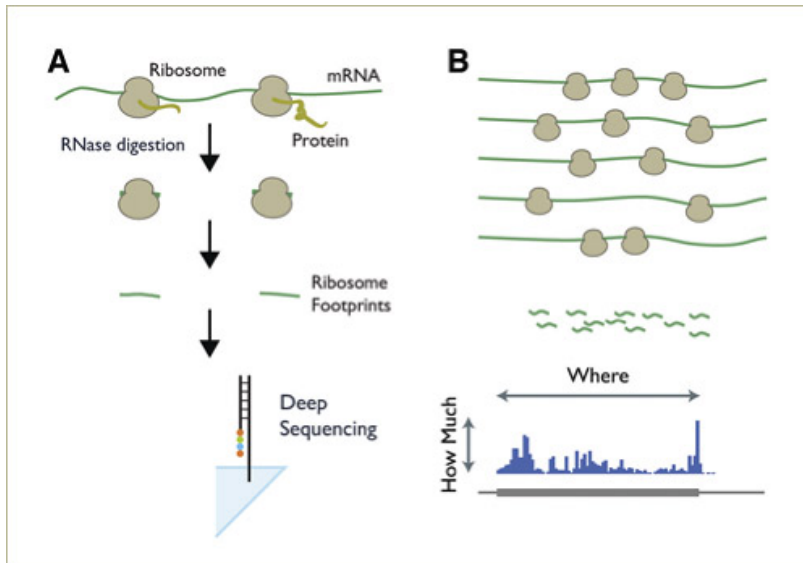 A
Ribosome
mRNA
RNase digestion
Protein
Ribosome
Footprints
Deep
Sequencing
B
Where
How Much